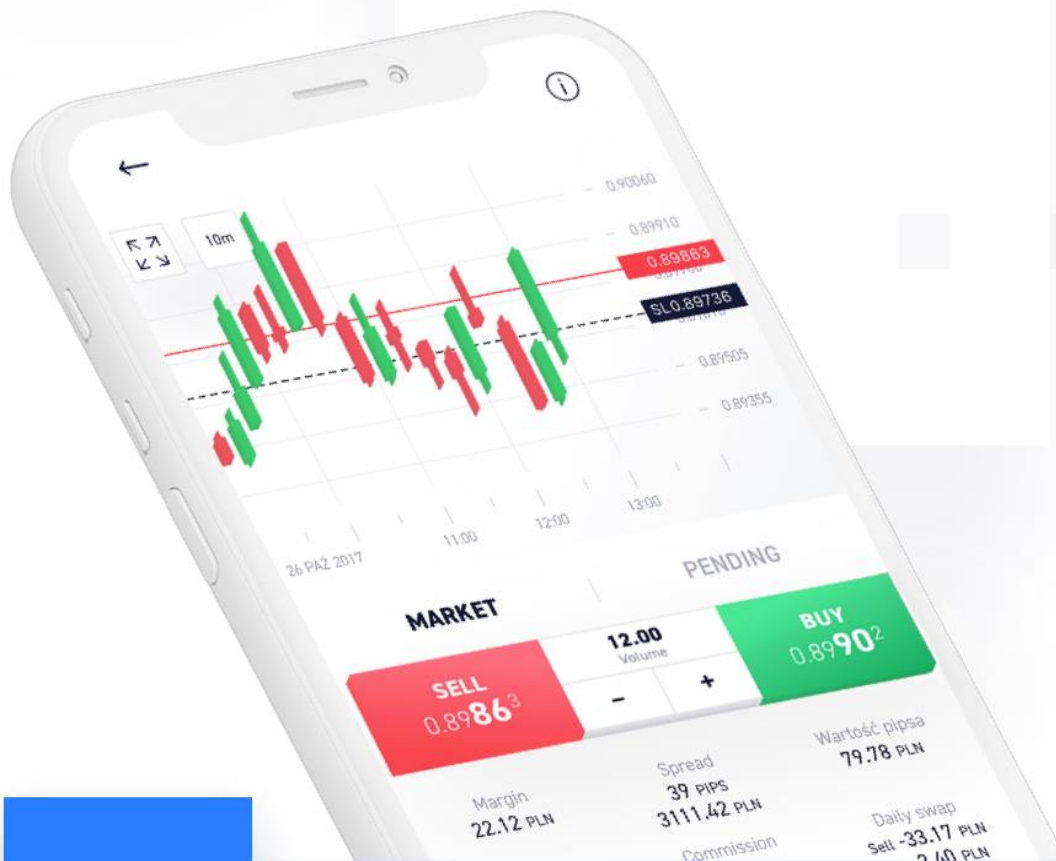 10m
0.90060
0.89910
0.89863
SL0.89736
0.89505
0.89355
26 PAŹ 2017
11:00
12:00
13:00
MARKET
PENDING
SELL
0.89863
12.00
Volume
-
+
BUY
0.89902
Margin
22.12 PLN
Spread
39 PIPS
3111.42 PLN
Wartość pipsa
79.78 PLN
Commission
Daily swap
Sell -33.17 PLN